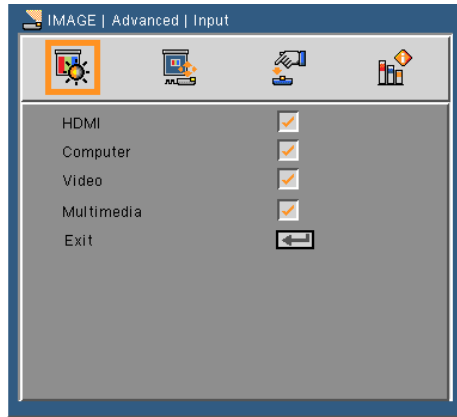 IMAGE | Advanced | Input
HDMI
Computer
Video
Multimedia
Exit